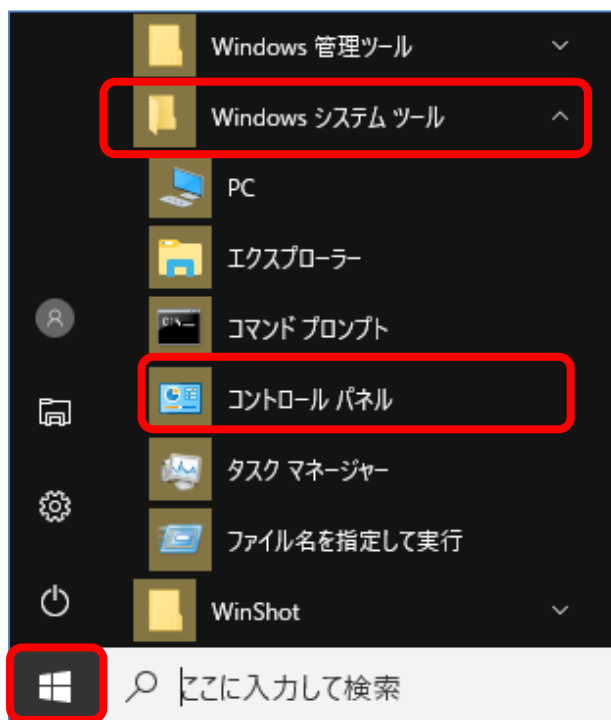 Windows 管理ツール
Windows システム ツール
PC
エクスプローラー
コマンド プロンプト
コントロール パネル
タスク マネージャー
ファイル名を指定して実行
WinShot
ここに入力して検索